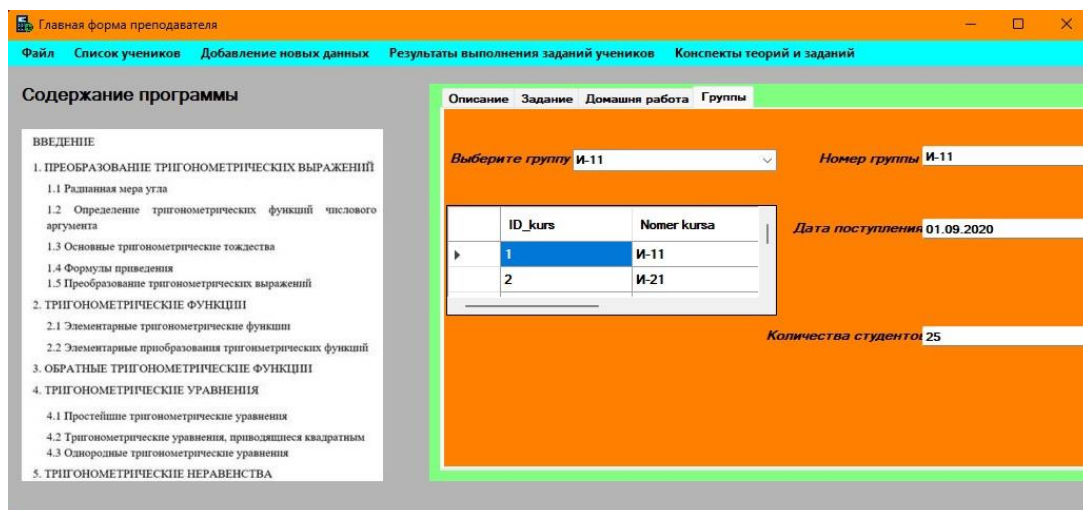 Главная форма преподавателя
Файл Список учеников Добавление новых данных Результаты выполнения заданий учеников Конспекты теорий и заданий
Содержание программы
ВВЕДЕНИЕ
1. ПРЕОБРАЗОВАНИЕ ТРИГОНОМЕТРИЧЕСКИХ ВЫРАЖЕНИЙ
1.1 Радианная мера угла
1.2 Определение тригонометрических функций числового
аргумента
1.3 Основные тригонометрические тождества
1.4 Формулы приведения
1.5 Преобразование тригонометрических выражений
2. ТРИГОНОМЕТРИЧЕСКИЕ ФУНКЦИИ
2.1 Элементарные тригонометрические функции
2.2 Элементарные приобразования тригонметрических функций
3. ОБРАТНЫЕ ТРИГОНОМЕТРИЧЕСКИЕ ФУНКЦИИ
4. ТРИГОНОМЕТРИЧЕСКИЕ УРАВНЕНИЯ
4.1 Простейшие тригонометрические уравнения
4.2 Тригонометрические уравнения, приводящиеся квадратным
4.3 Однородные тригонометрические уравнения
5. ТРИГОНОМЕТРИЧЕСКИЕ НЕРАВЕНСТВА
Описание Задание Домашня работа Группы
Выберите группу И-11
Номер группы И-11
ID_kurs Nomer kursa
1 И-11
2 И-21
Дата поступления 01.09.2020
Количества студентов 25